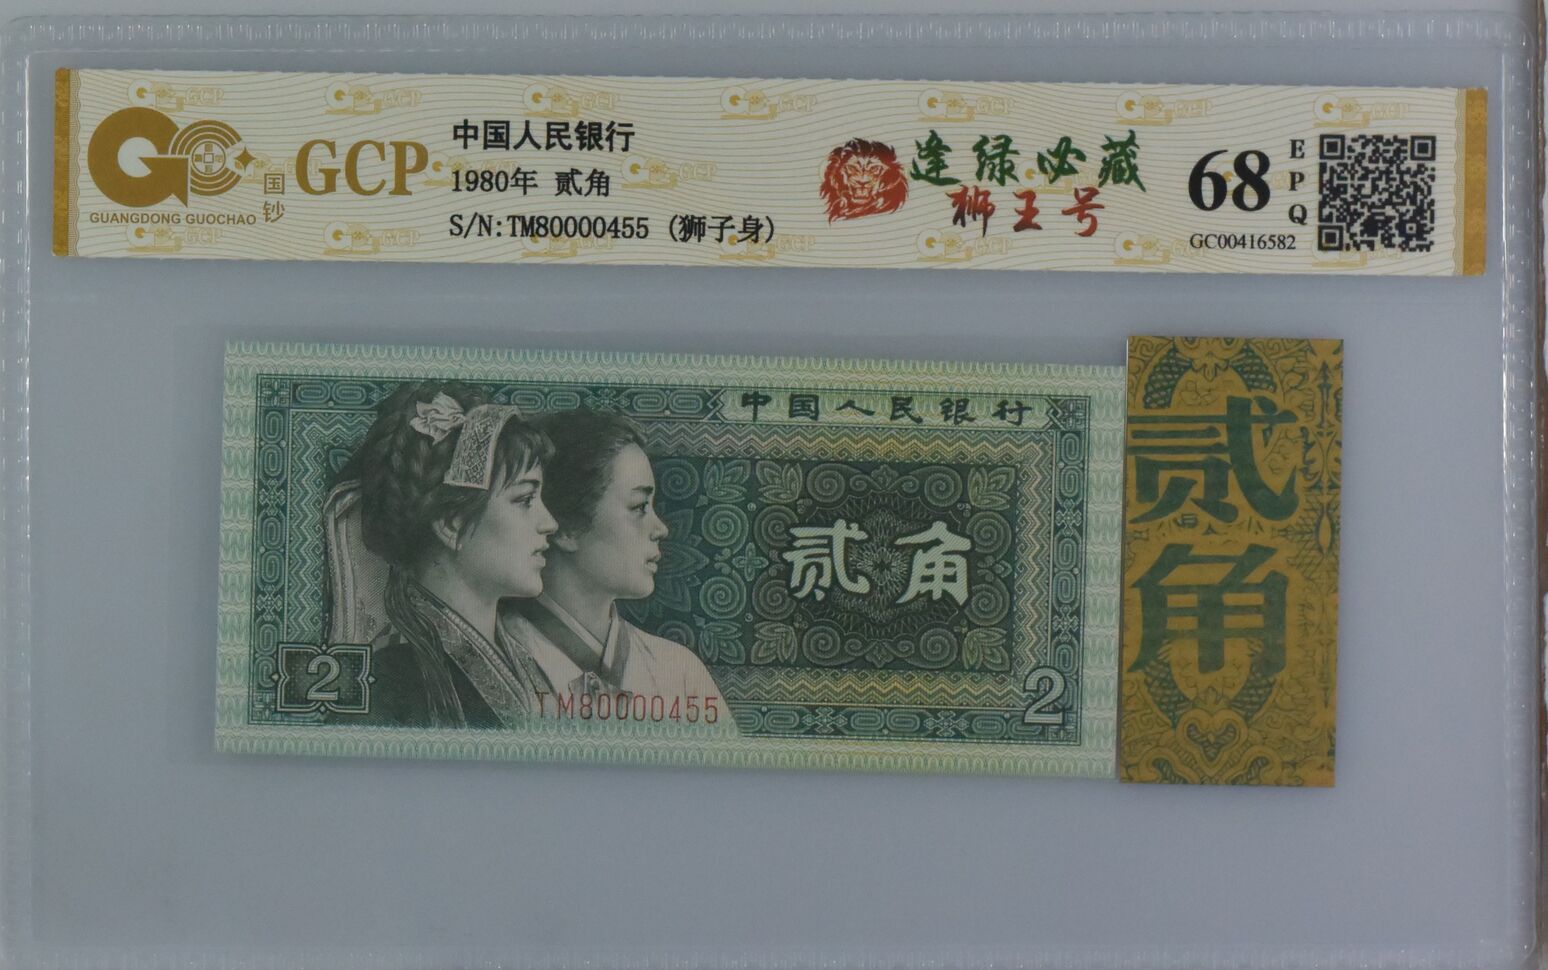 国钞
GUANGDONG GUOCHAO
GCP
中国人民银行
1980年 贰角
S/N:TM80000455 (狮子身)
逢绿必藏
狮王号
68
EPQ
GC00416582
中国人民银行
贰角
2
TM80000455
2
贰角